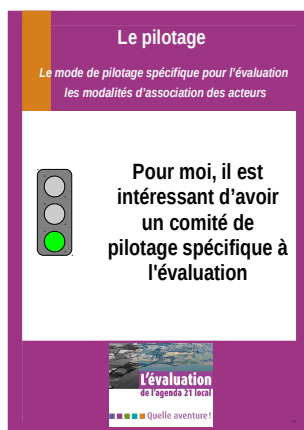 Le pilotage
Le mode de pilotage spécifique pour l'évaluation
les modalités d'association des acteurs
Pour moi, il est
intéressant d'avoir
un comité de
pilotage spécifique à
l'évaluation
L'évaluation
de l'agenda 21 local
Quelle aventure !